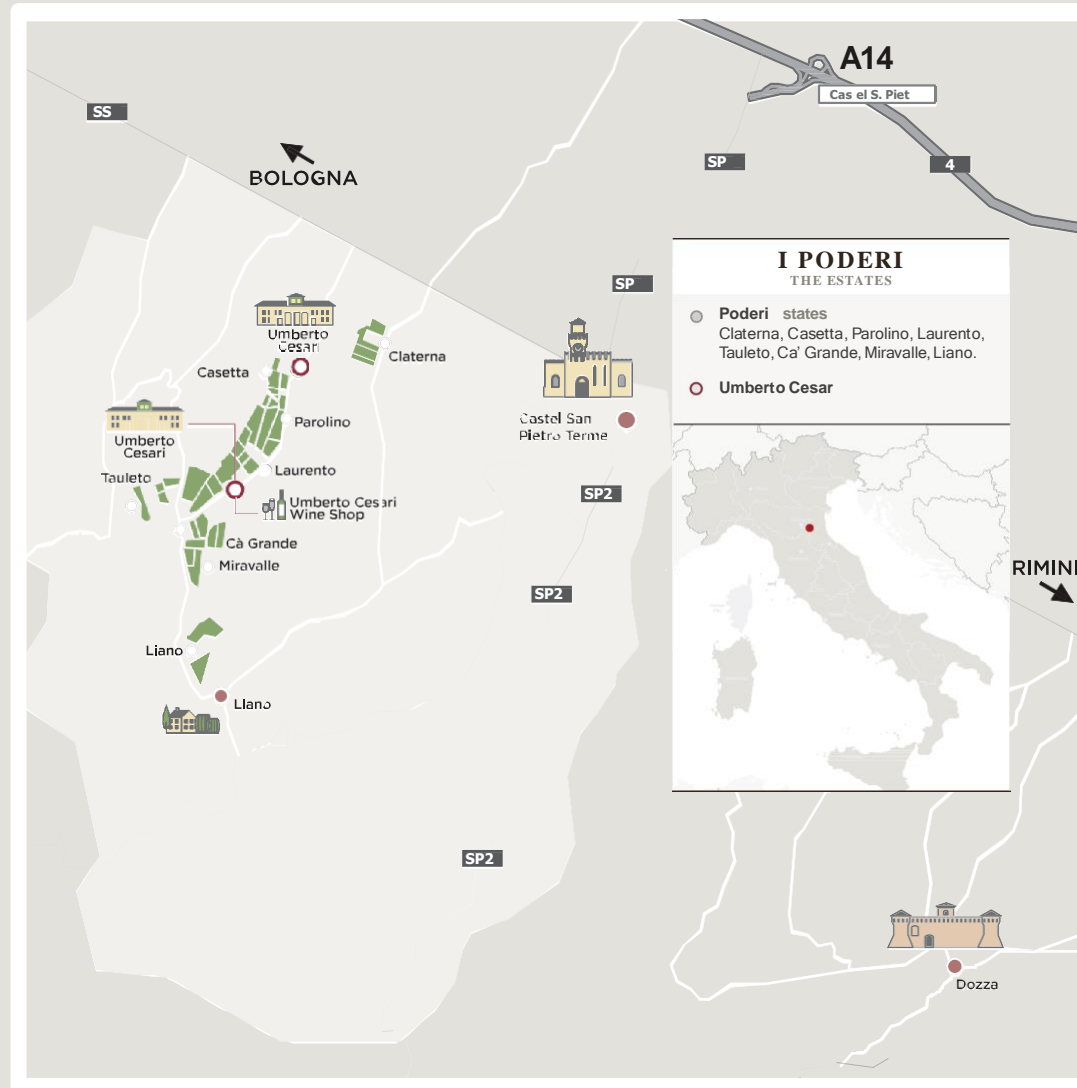 A14
Cas el S. Piet
SS
BOLOGNA
SP
4
I PODERI
THE ESTATES
Poderi states
Claterna, Casetta, Parolino, Laurento,
Tauleto, Ca' Grande, Miravalle, Liano.
Umberto Cesar
SP
Umberto
Cesari
Claterna
Casetta
Castel San
Pietro Terme
Parolino
Umberto
Cesari
Laurento
Tauleto
SP2
Umberto Cesari
Wine Shop
Cà Grande
Miravalle
RIMINI
SP2
Liano
Liano
SP2
Dozza